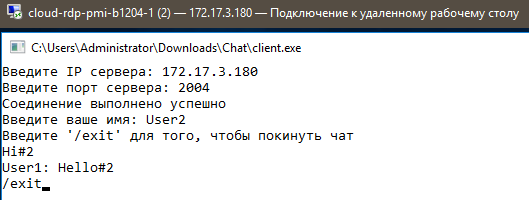 cloud-rdp-pmi-b1204-1 (2) — 172.17.3.180 — Подключение к удаленному рабочему столу
C:\Users\Administrator\Downloads\Chat\client.exe
Введите IP сервера: 172.17.3.180
Введите порт сервера: 2004
Соединение выполнено успешно
Введите ваше имя: User2
Введите '/exit' для того, чтобы покинуть чат
Hi#2
User1: Hello#2
/exit